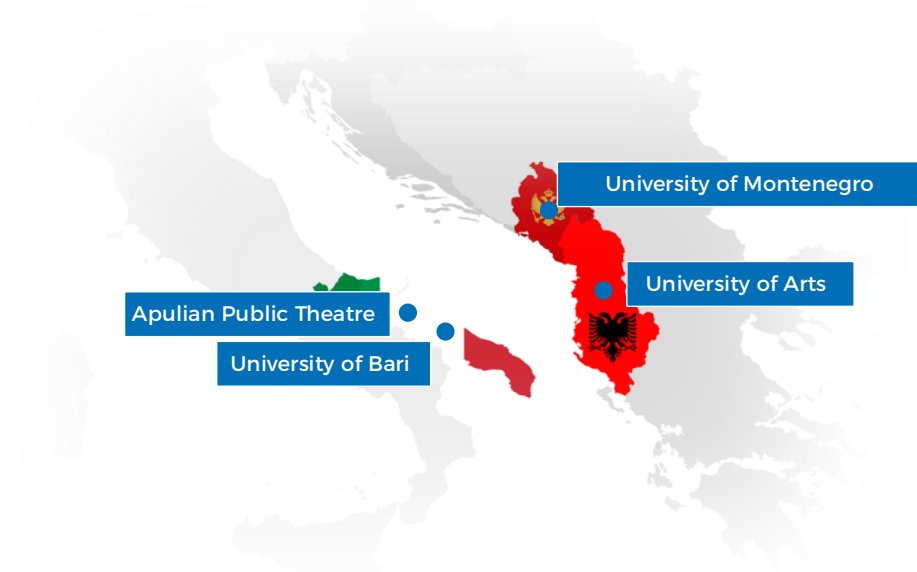 University of Montenegro
University of Arts
Apulian Public Theatre
University of Bari